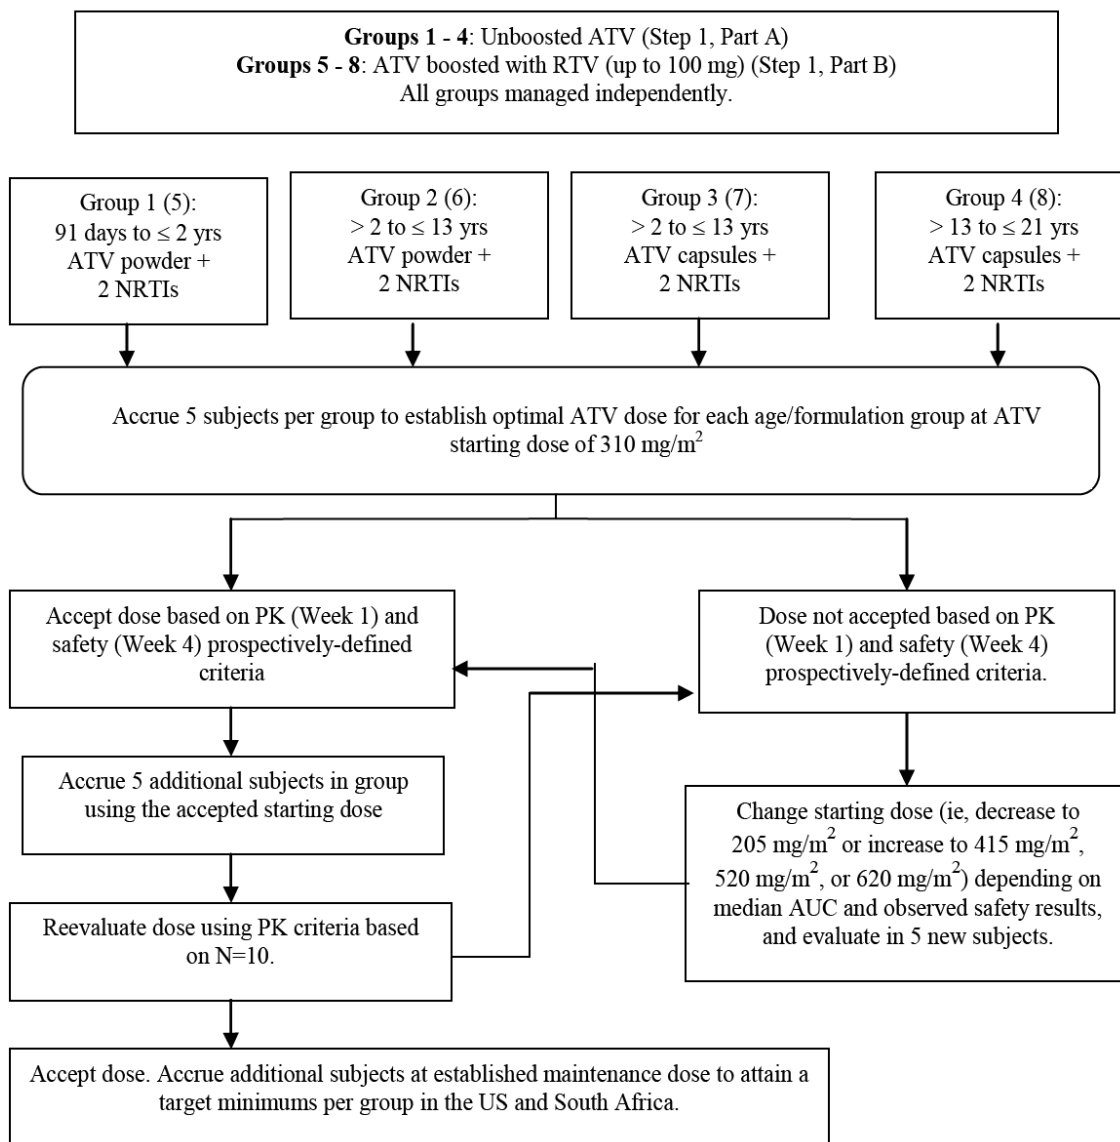 Groups 1 - 4: Unboosted ATV (Step 1, Part A)
Groups 5 - 8: ATV boosted with RTV (up to 100 mg) (Step 1, Part B)
All groups managed independently.
Group 1 (5):
91 days to ≤ 2 yrs
ATV powder +
2 NRTIs
Group 2 (6):
> 2 to ≤ 13 yrs
ATV powder +
2 NRTIs
Group 3 (7):
> 2 to ≤ 13 yrs
ATV capsules +
2 NRTIs
Group 4 (8):
> 13 to ≤ 21 yrs
ATV capsules +
2 NRTIs
Accrue 5 subjects per group to establish optimal ATV dose for each age/formulation group at ATV
starting dose of 310 mg/m²
Accept dose based on PK (Week 1) and
safety (Week 4) prospectively-defined
criteria
Dose not accepted based on PK
(Week 1) and safety (Week 4)
prospectively-defined criteria.
Accrue 5 additional subjects in group
using the accepted starting dose
Change starting dose (ie, decrease to
205 mg/m² or increase to 415 mg/m²,
520 mg/m², or 620 mg/m²) depending on
median AUC and observed safety results,
and evaluate in 5 new subjects.
Reevaluate dose using PK criteria based
on N=10.
Accept dose. Accrue additional subjects at established maintenance dose to attain a
target minimums per group in the US and South Africa.